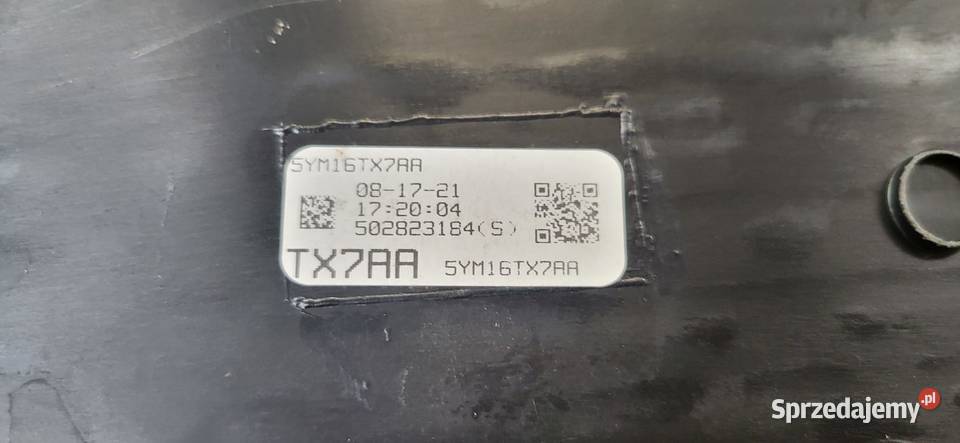 5YM16TX7AA
08-17-21
17:20:04
502823184(S)
TX7AA 5YM16TX7AA
Sprzedajemy.pl